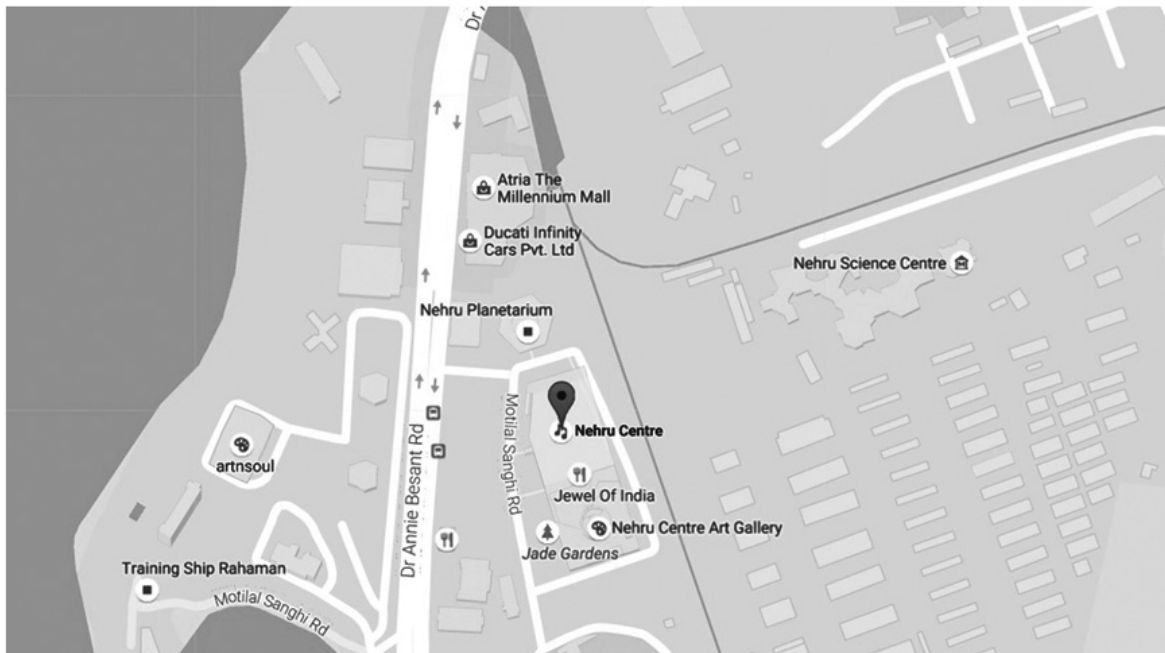 Dr
Atria The
Millennium Mall
Ducati Infinity
Cars Pvt. Ltd
Nehru Science Centre
Nehru Planetarium
Nehru Centre
Motilal Sanghi Rd
artnsoul
Dr Annie Besant Rd
Jewel Of India
Nehru Centre Art Gallery
Jade Gardens
Training Ship Rahaman
Motilal Sanghi Rd